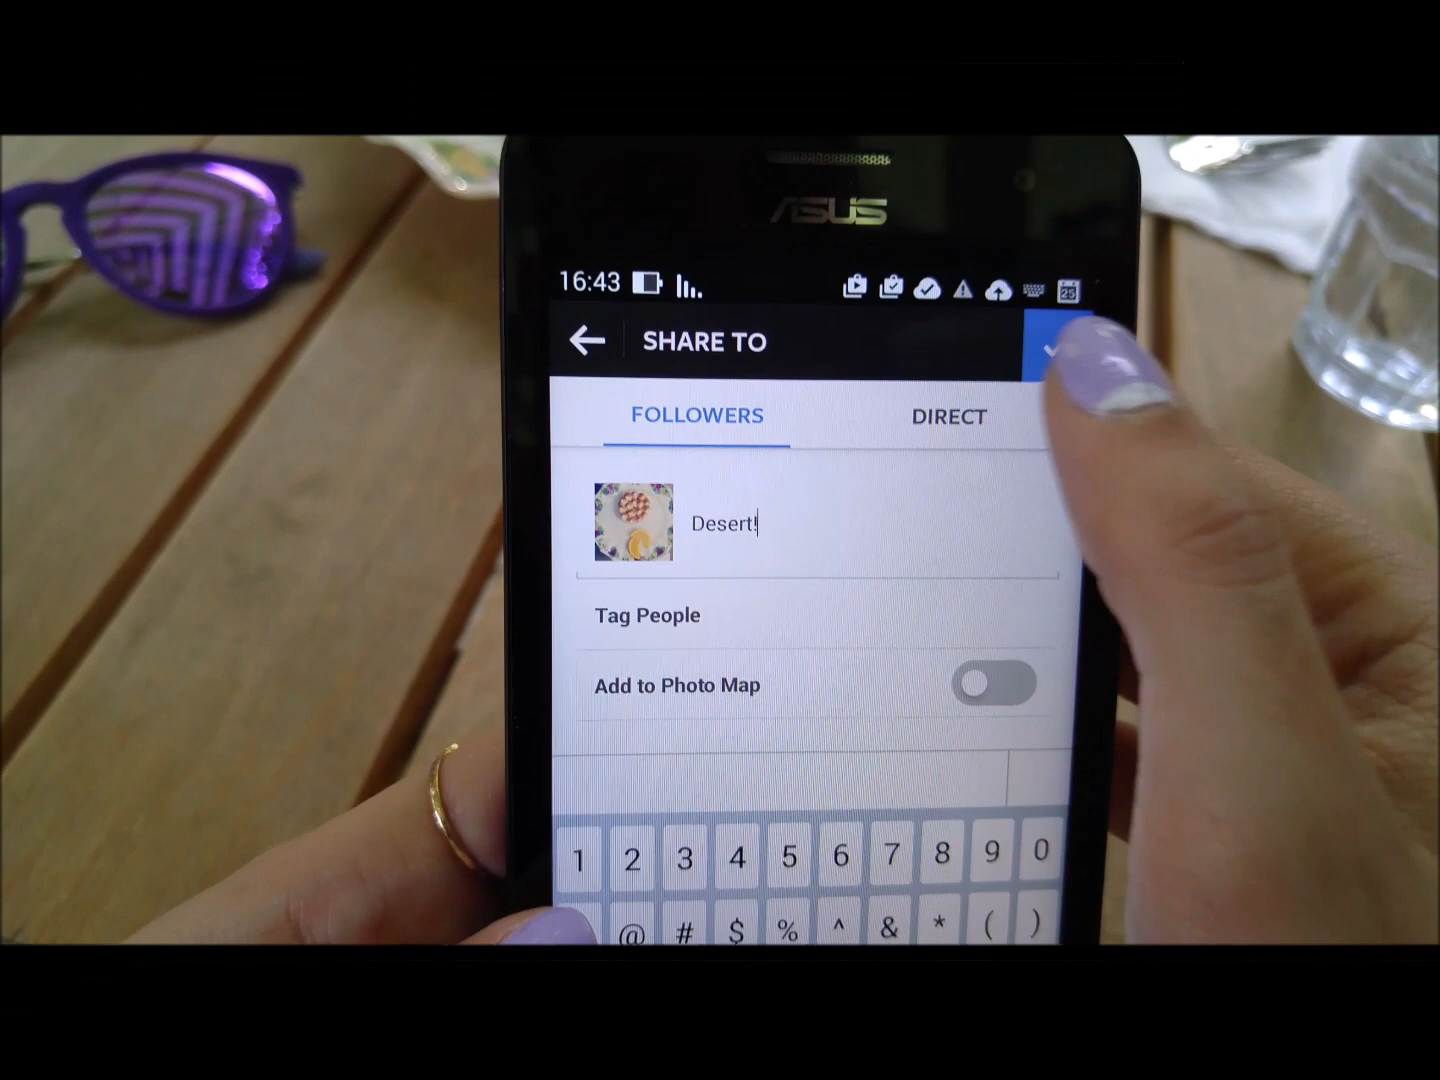 ASUS
16:43
25
SHARE TO
FOLLOWERS DIRECT
Desert!
Tag People
Add to Photo Map
1 2 3 4 5 6 7 8 9 0
@ # $ % ^ & * ( )